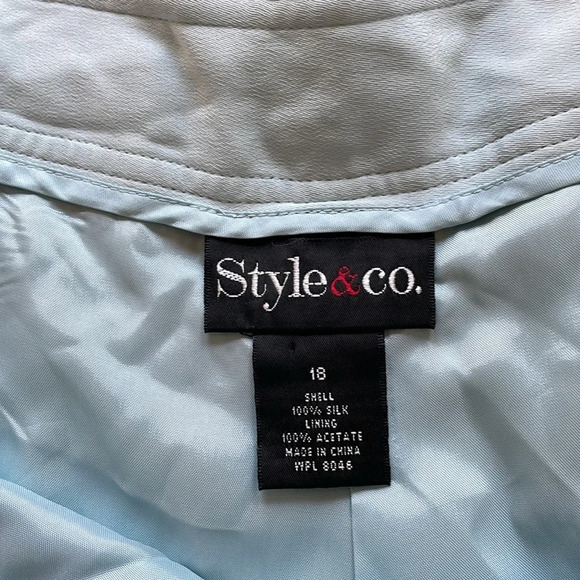 Style&co.
18
SHELL
100% SILK
LINING
100% ACETATE
MADE IN CHINA
WPL 8046